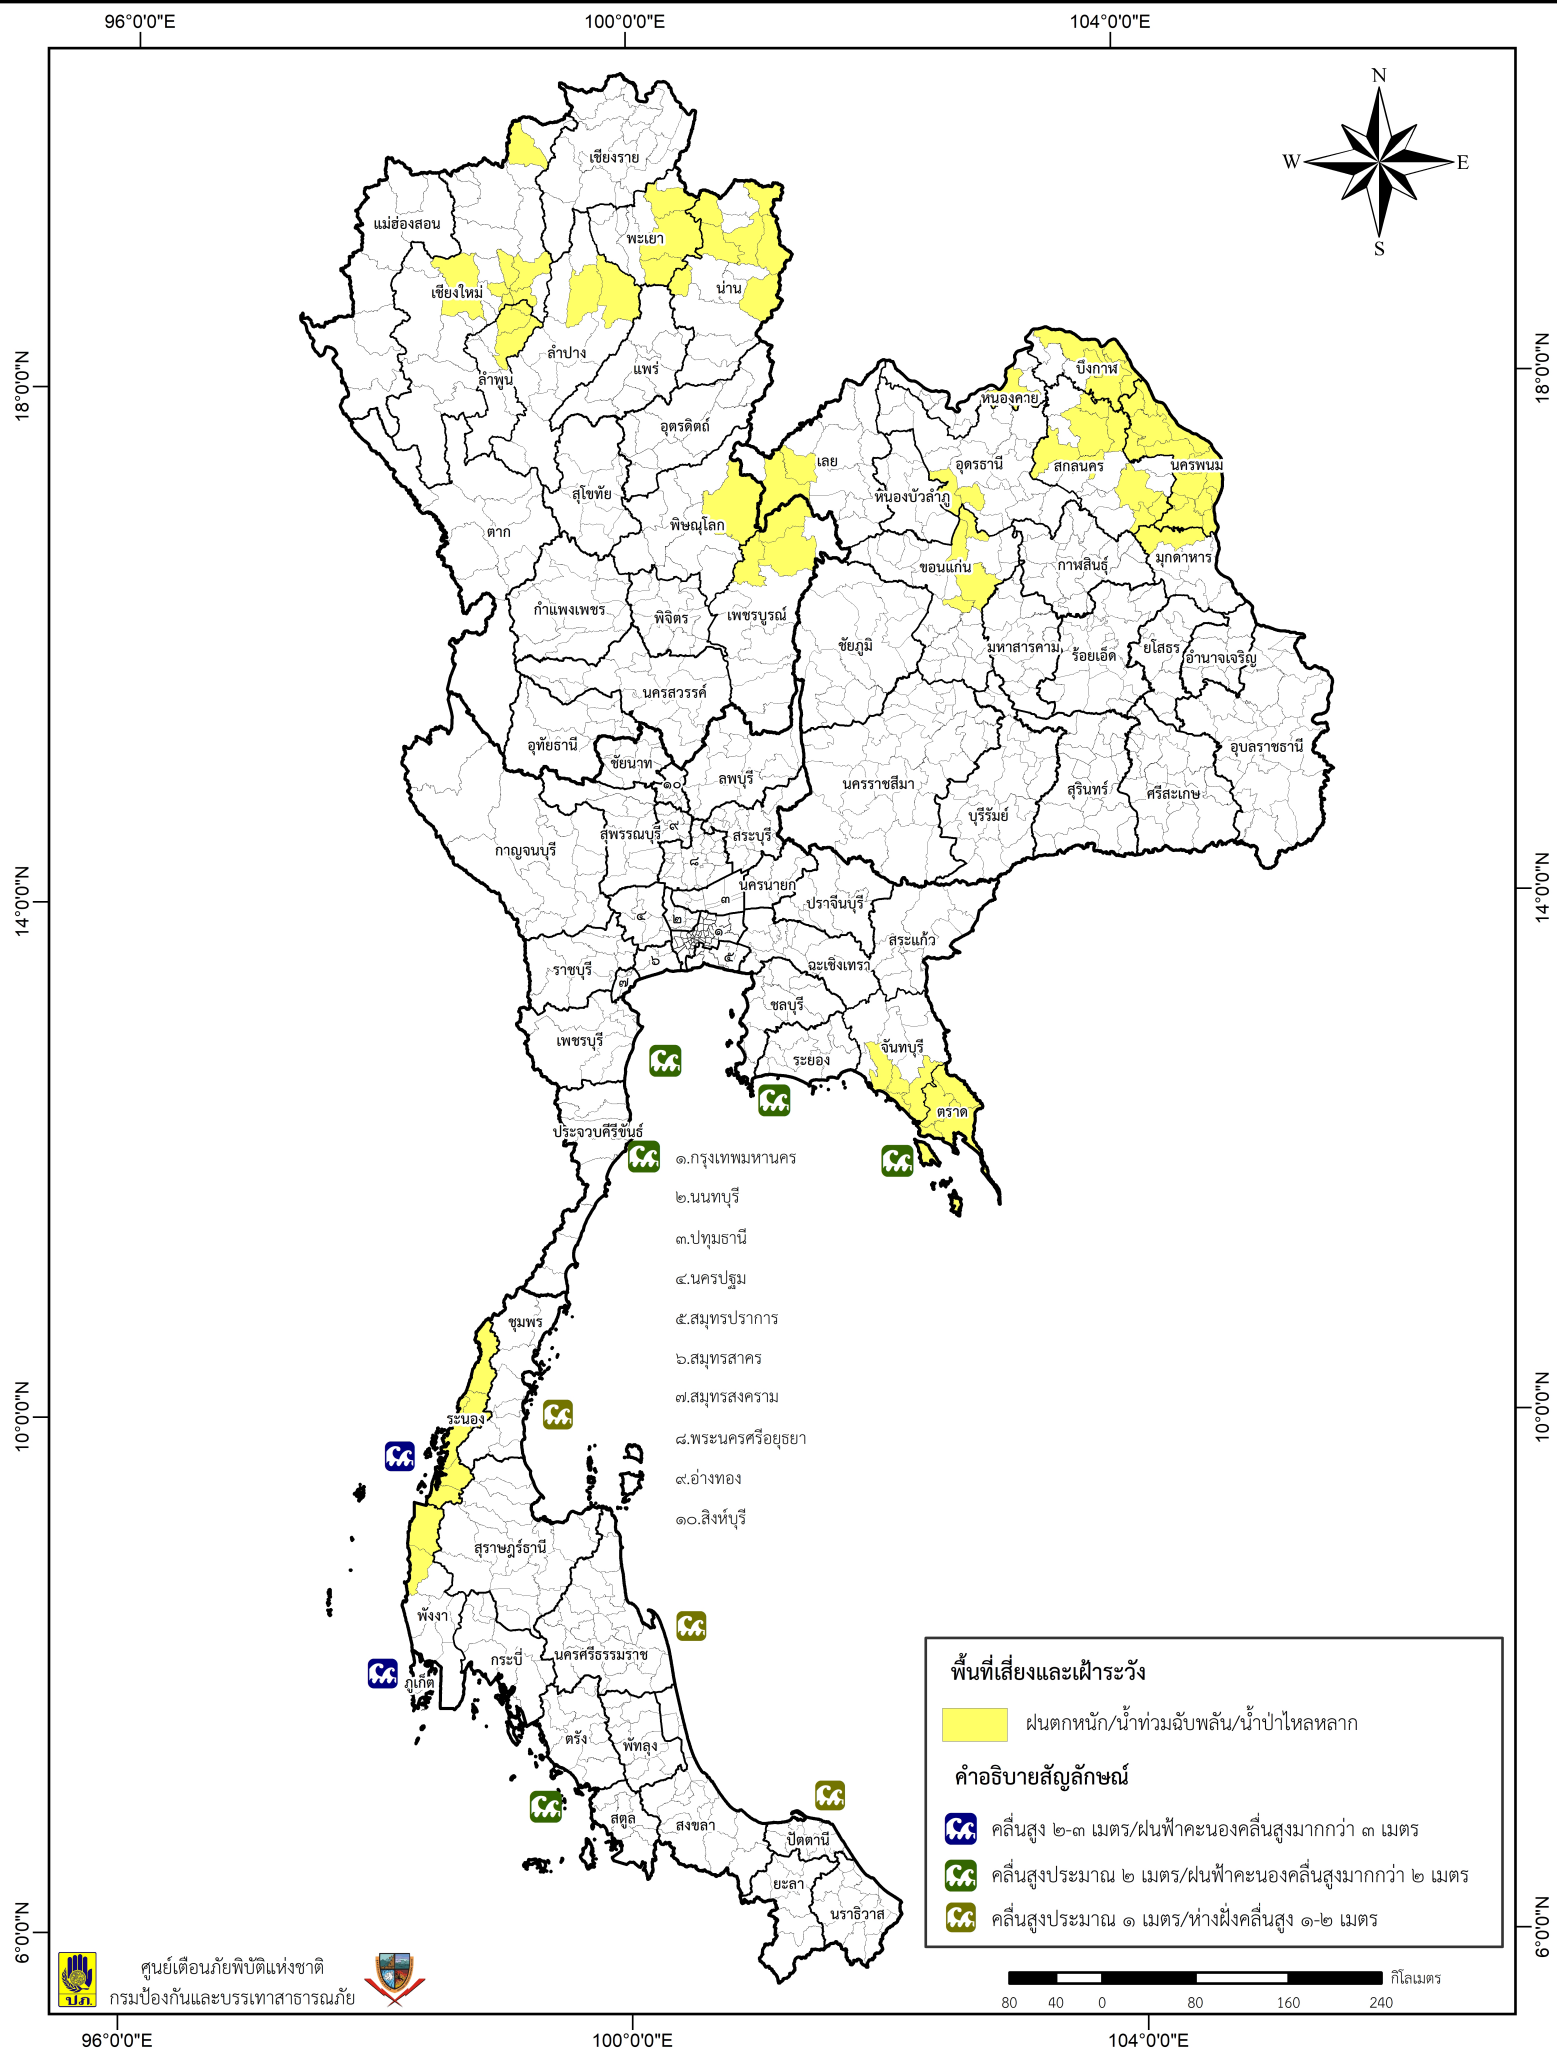 96°0'0"E
100°0'0"E
104°0'0"E
N
W
E
S
เชียงราย
แม่ฮ่องสอน
พะเยา
น่าน
เชียงใหม่
ลำปาง
ลำพูน
แพร่
18°0'0"N
18°0'0"N
บึงกาฬ
หนองคาย
อุตรดิตถ์
เลย
อุดรธานี
สกลนคร
นครพนม
สุโขทัย
หนองบัวลำภู
พิษณุโลก
ตาก
ขอนแก่น
กาฬสินธุ์
มุกดาหาร
กำแพงเพชร
พิจิตร
เพชรบูรณ์
ชัยภูมิ
มหาสารคาม
ร้อยเอ็ด
ยโสธร
อำนาจเจริญ
นครสวรรค์
อุทัยธานี
ชัยนาท
๑๐
ลพบุรี
นครราชสีมา
บุรีรัมย์
สุรินทร์
ศรีสะเกษ
อุบลราชธานี
สุพรรณบุรี
๙
สระบุรี
กาญจนบุรี
๘
นครนายก
14°0'0"N
14°0'0"N
๓
ปราจีนบุรี
๔
๒
๑
สระแก้ว
๖
๕
ราชบุรี
๗
ฉะเชิงเทรา
ชลบุรี
เพชรบุรี
ระยอง
จันทบุรี
ตราด
ประจวบคีรีขันธ์
๑.กรุงเทพมหานคร
๒.นนทบุรี
๓.ปทุมธานี
๔.นครปฐม
๕.สมุทรปราการ
๖.สมุทรสาคร
๗.สมุทรสงคราม
๘.พระนครศรีอยุธยา
๙.อ่างทอง
๑๐.สิงห์บุรี
ชุมพร
10°0'0"N
10°0'0"N
ระนอง
สุราษฎร์ธานี
พังงา
นครศรีธรรมราช
กระบี่
ภูเก็ต
ตรัง
พัทลุง
สตูล
สงขลา
ปัตตานี
ยะลา
นราธิวาส
6°0'0"N
6°0'0"N
พื้นที่เสี่ยงและเฝ้าระวัง
ฝนตกหนัก/น้ำท่วมฉับพลัน/น้ำป่าไหลหลาก
คำอธิบายสัญลักษณ์
คลื่นสูง ๒-๓ เมตร/ฝนฟ้าคะนองคลื่นสูงมากกว่า ๓ เมตร
คลื่นสูงประมาณ ๒ เมตร/ฝนฟ้าคะนองคลื่นสูงมากกว่า ๒ เมตร
คลื่นสูงประมาณ ๑ เมตร/ห่างฝั่งคลื่นสูง ๑-๒ เมตร
กิโลเมตร
80 40 0 80 160 240
ปภ.
ศูนย์เตือนภัยพิบัติแห่งชาติ
กรมป้องกันและบรรเทาสาธารณภัย
96°0'0"E
100°0'0"E
104°0'0"E